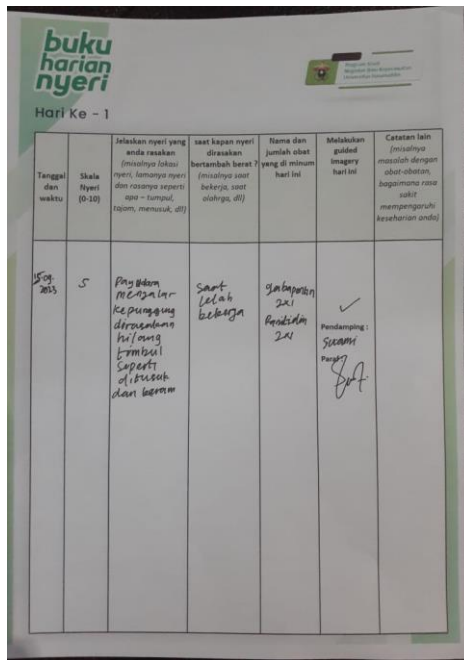 buku
harian
nyeri
Hari Ke - 1
Tanggal
dan
waktu
Skala
Nyeri
(0-10)
Jelaskan nyeri yang
anda rasakan
(misalnya lokasi
nyeri, lamanya nyeri
dan rasanya seperti
apa - tumpul,
tajam, menusuk, dll)
saat kapan nyeri
dirasakan
bertambah berat ?
(misalnya saat
bekerja, saat
olahrga, dll)
Nama dan
jumlah obat
yang di minum
hari ini
Melakukan
guided
imagery
hari ini
Catatan lain
(misalnya
masalah dengan
obat-obatan,
bagaimana rasa
sakit
mempengaruhi
keseharian anda)
15-09-
2023
5
Payudara
menjalar
kepunggung
dirasakan
hilang
timbul
seperti
ditusuk
dan keram
saat
lelah
bekerja
gabapentin
2x1
Ranitidin
2x1
✓
Pendamping :
Suami
Paraf